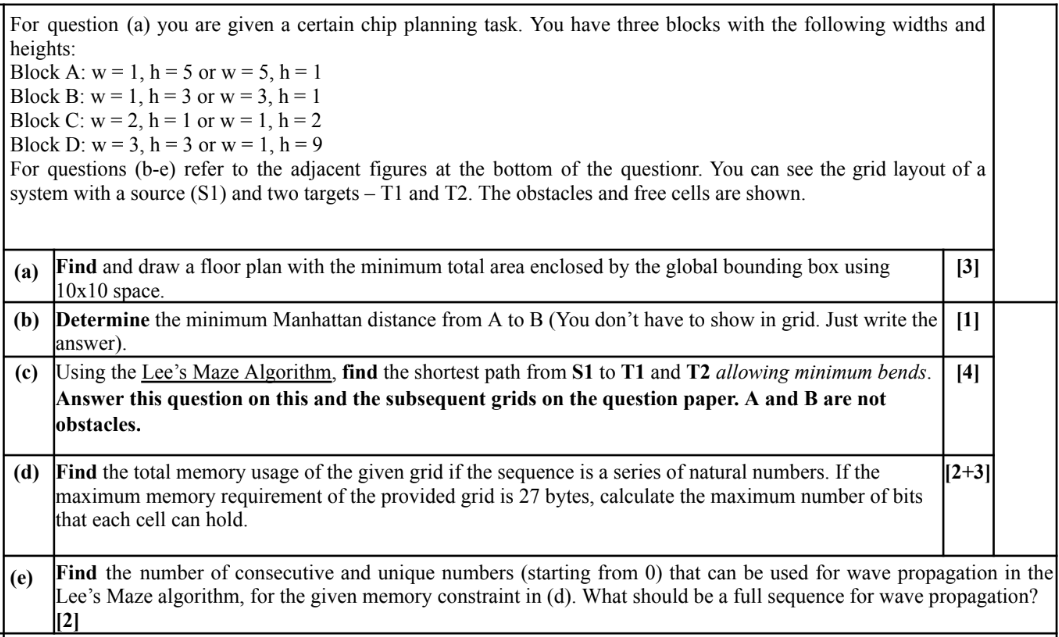 For question (a) you are given a certain chip planning task. You have three blocks with the following widths and
heights:
Block A: w = 1, h = 5 or w = 5, h = 1
Block B: w = 1, h = 3 or w = 3, h = 1
Block C: w = 2, h = 1 or w = 1, h = 2
Block D: w = 3, h = 3 or w = 1, h = 9
For questions (b-e) refer to the adjacent figures at the bottom of the questionr. You can see the grid layout of a
system with a source (S1) and two targets – T1 and T2. The obstacles and free cells are shown.
(a) Find and draw a floor plan with the minimum total area enclosed by the global bounding box using [3]
10x10 space.
(b) Determine the minimum Manhattan distance from A to B (You don't have to show in grid. Just write the [1]
answer).
(c) Using the Lee's Maze Algorithm, find the shortest path from S1 to T1 and T2 allowing minimum bends. [4]
Answer this question on this and the subsequent grids on the question paper. A and B are not
obstacles.
(d) Find the total memory usage of the given grid if the sequence is a series of natural numbers. If the [2+3]
maximum memory requirement of the provided grid is 27 bytes, calculate the maximum number of bits
that each cell can hold.
(e) Find the number of consecutive and unique numbers (starting from 0) that can be used for wave propagation in the
Lee's Maze algorithm, for the given memory constraint in (d). What should be a full sequence for wave propagation?
[2]